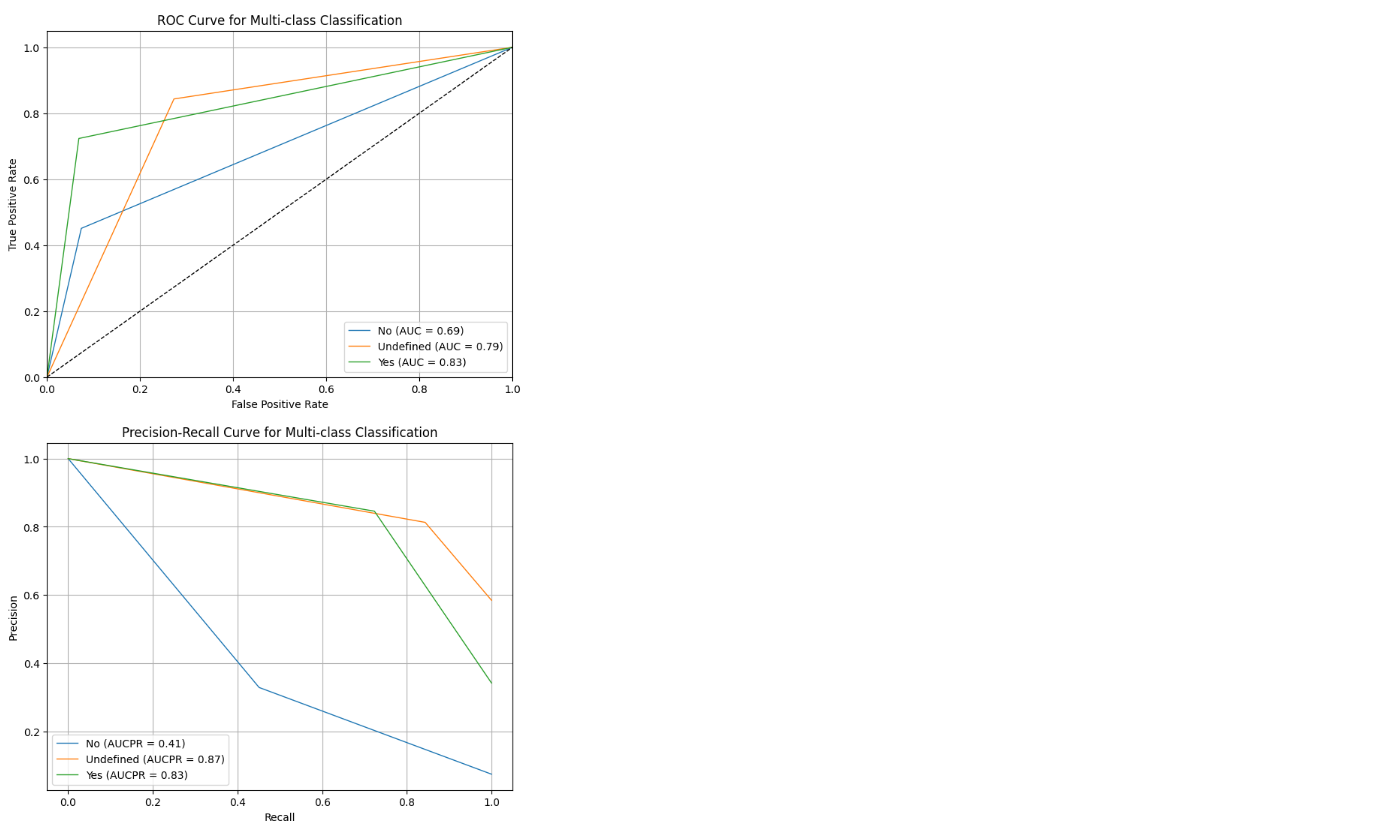 ROC Curve for Multi-class Classification
1.0
0.8
0.6
0.4
0.2
0.0
True Positive Rate
No (AUC = 0.69)
Undefined (AUC = 0.79)
Yes (AUC = 0.83)
0.0 0.2 0.4 0.6 0.8 1.0
False Positive Rate
Precision-Recall Curve for Multi-class Classification
1.0
0.8
0.6
0.4
0.2
Precision
No (AUCPR = 0.41)
Undefined (AUCPR = 0.87)
Yes (AUCPR = 0.83)
0.0 0.2 0.4 0.6 0.8 1.0
Recall